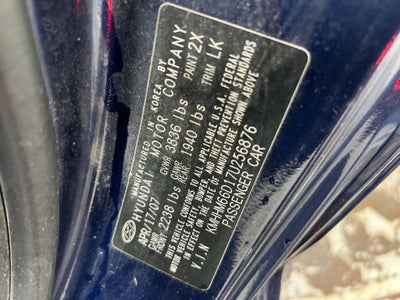 MANUFACTURED IN KOREA BY
HYUNDAI MOTOR COMPANY
APR/17/07 GVWR 3836 lbs PAINT 2X
GAWR FRONT 2238 lbs GAWR REAR 1940 lbs TRIM LK
THIS VEHICLE CONFORMS TO ALL APPLICABLE U.S.A. FEDERAL
MOTOR VEHICLE SAFETY, BUMPER, AND THEFT PREVENTION STANDARDS
IN EFFECT ON THE DATE OF MANUFACTURE SHOWN ABOVE
V.I.N KMHHN66D17U256876
PASSENGER CAR